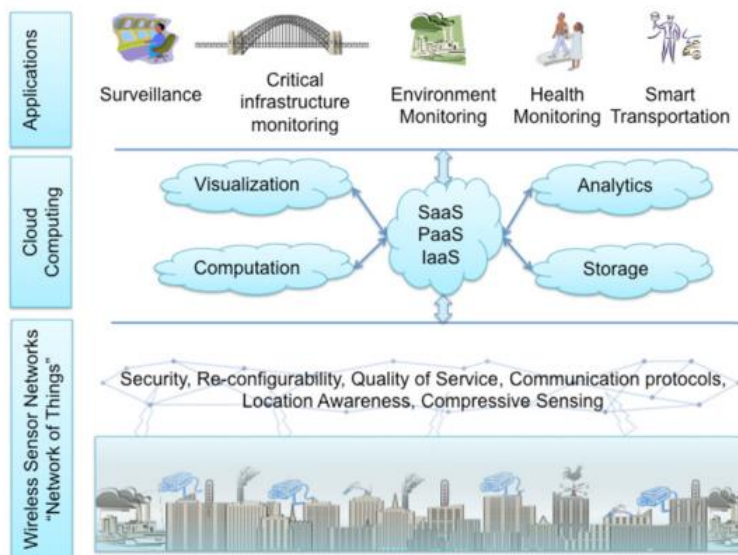 Applications
Surveillance
Critical
infrastructure
monitoring
Environment
Monitoring
Health
Monitoring
Smart
Transportation
Cloud
Computing
Visualization
Computation
SaaS
PaaS
IaaS
Analytics
Storage
Wireless Sensor Networks
“Network of Things”
Security, Re-configurability, Quality of Service, Communication protocols,
Location Awareness, Compressive Sensing